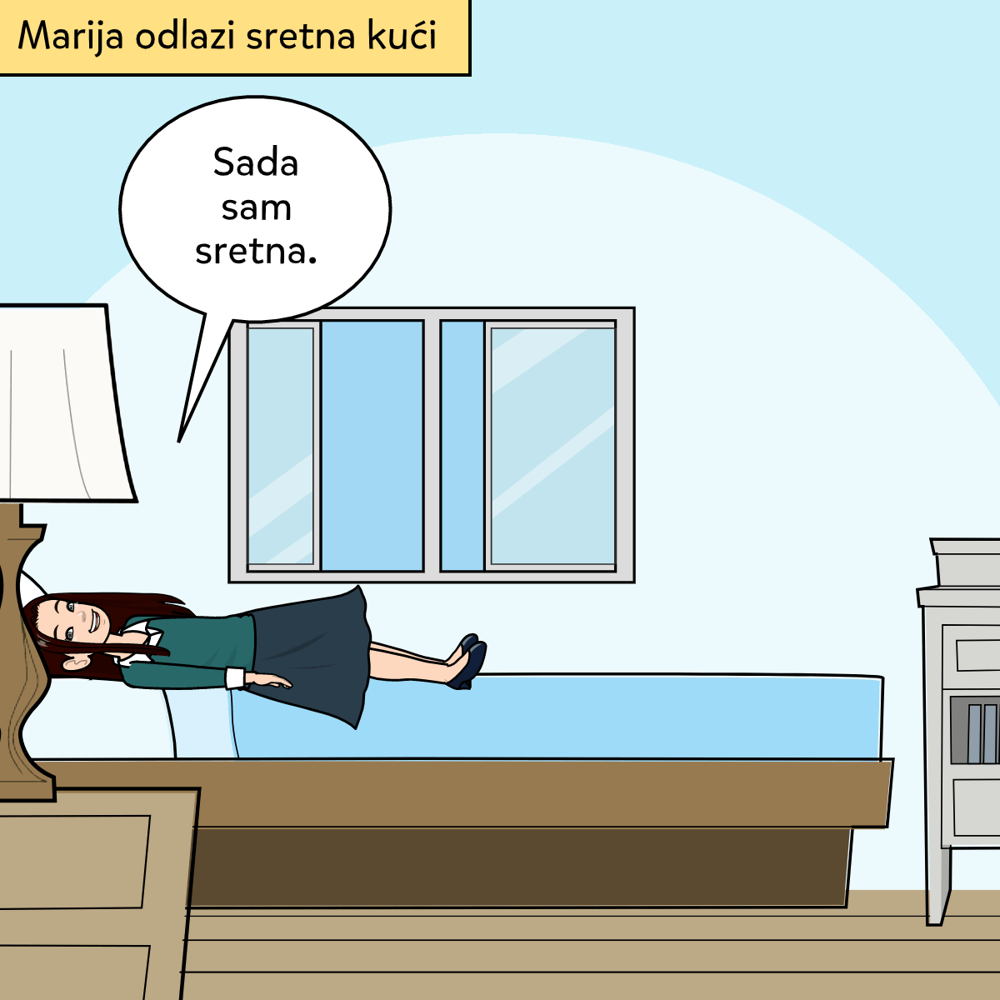 Marija odlazi sretna kući
Sada
sam
sretna.